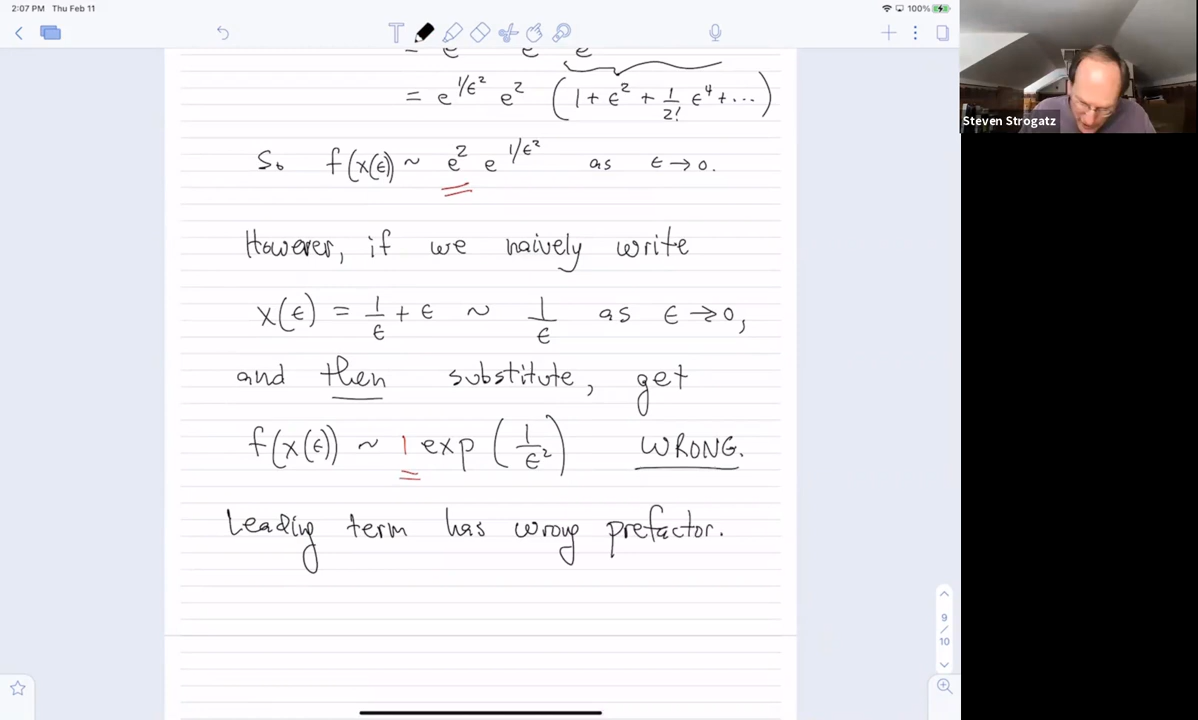 2:07 PM Thu Feb 11
100%
= e e e
= e^{1/ϵ²} e² (1 + ϵ² + 1/2! ϵ⁴ + ...)
Steven Strogatz
So f(x(ϵ)) ~ e² e^{1/ϵ²} as ϵ → 0.
However, if we naively write
x(ϵ) = 1/ϵ + ϵ ~ 1/ϵ as ϵ → 0,
and then substitute, get
f(x(ϵ)) ~ 1 exp (1/ϵ²) WRONG.
Leading term has wrong prefactor.
9
/
10